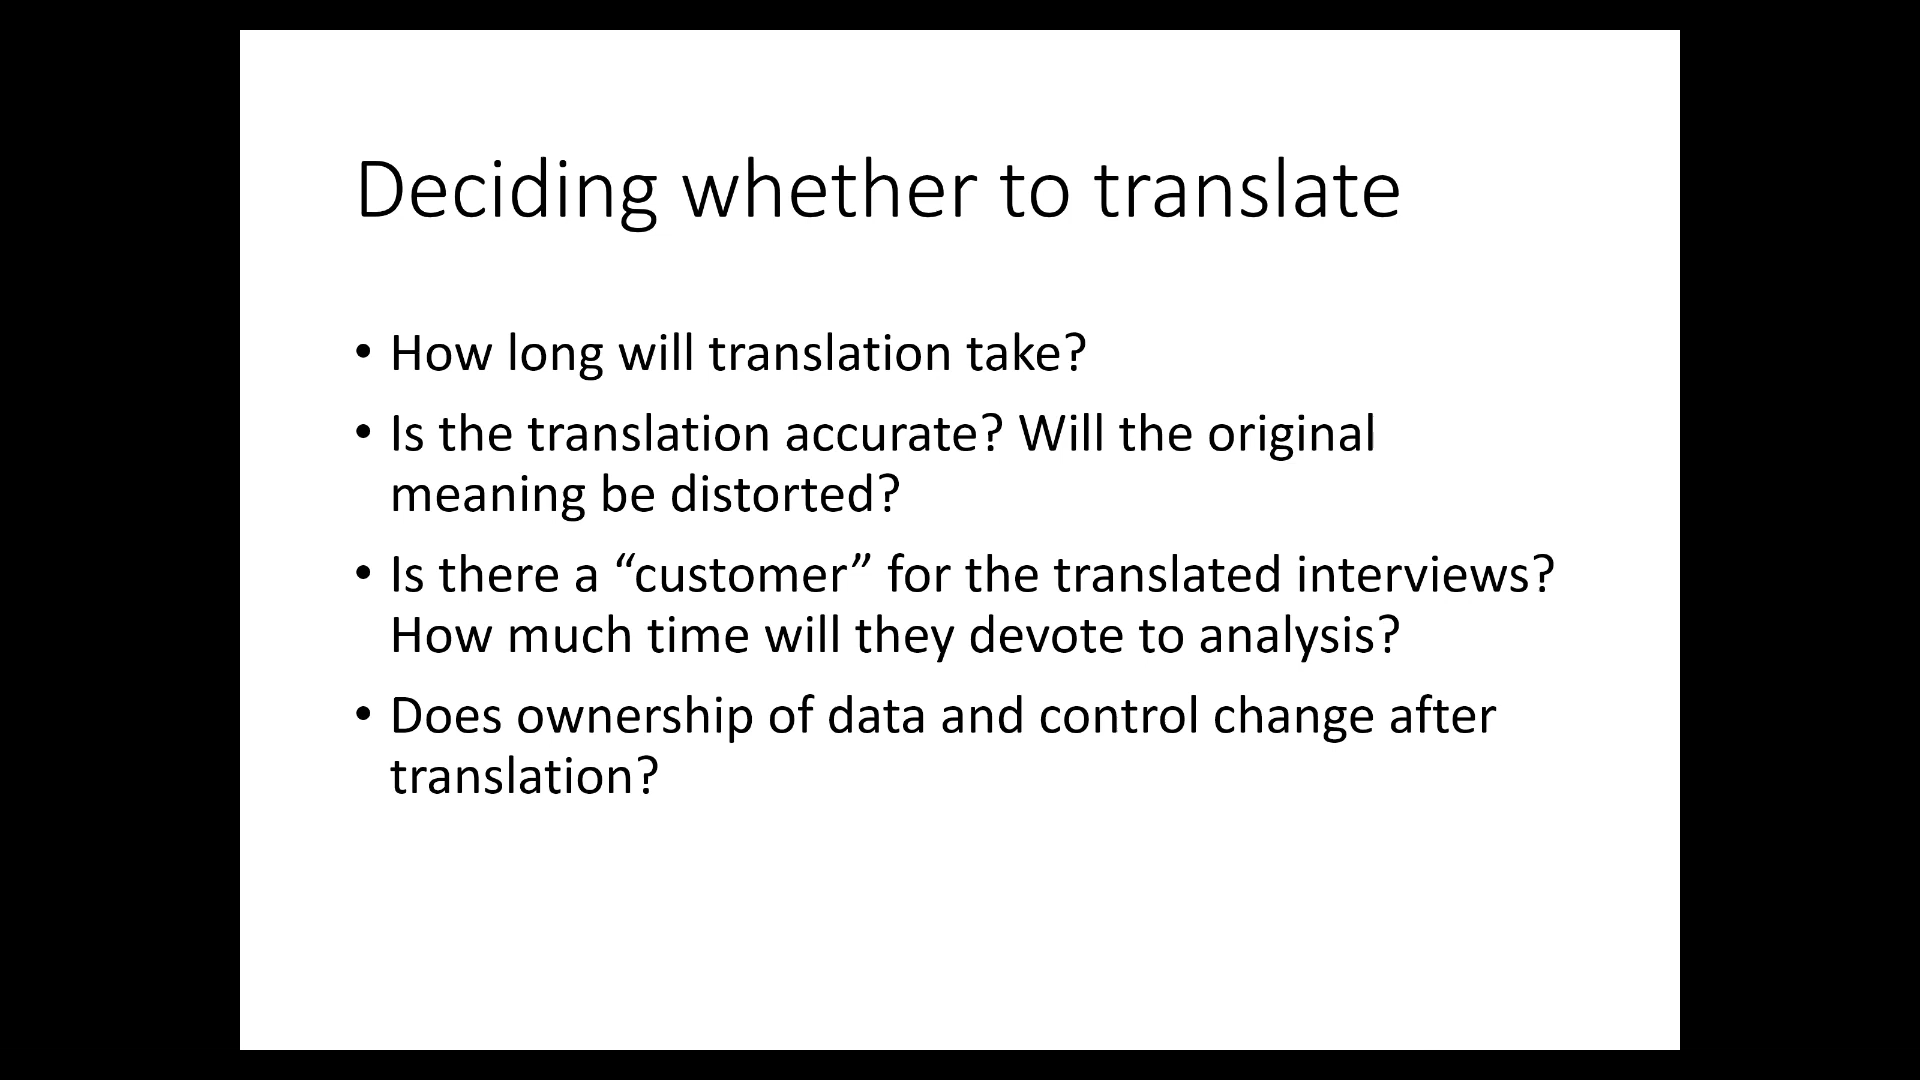 Deciding whether to translate
• How long will translation take?
• Is the translation accurate? Will the original
meaning be distorted?
• Is there a “customer” for the translated interviews?
How much time will they devote to analysis?
• Does ownership of data and control change after
translation?